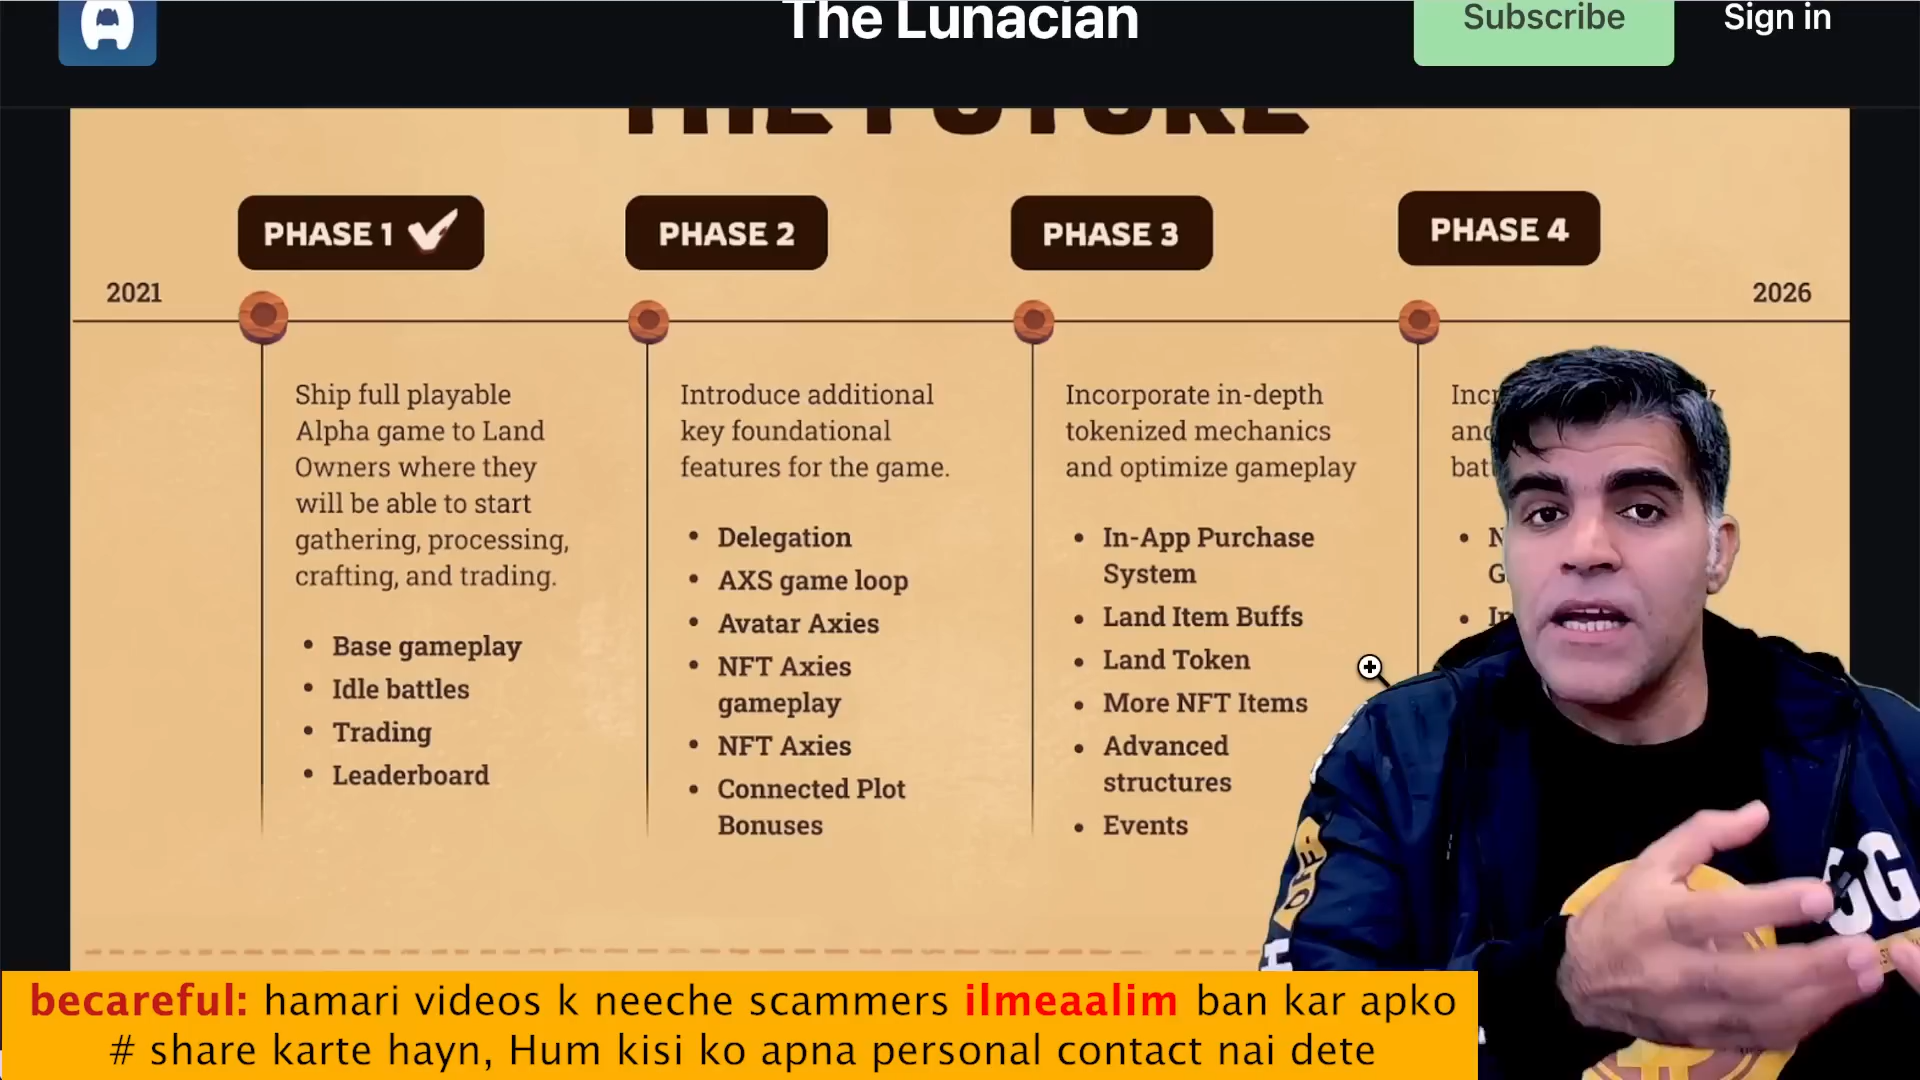 The Lunacian
Subscribe
Sign in
THE FUTURE
PHASE 1
PHASE 2
PHASE 3
PHASE 4
2021
2026
Ship full playable
Alpha game to Land
Owners where they
will be able to start
gathering, processing,
crafting, and trading.
• Base gameplay
• Idle battles
• Trading
• Leaderboard
Introduce additional
key foundational
features for the game.
• Delegation
• AXS game loop
• Avatar Axies
• NFT Axies
gameplay
• NFT Axies
• Connected Plot
Bonuses
Incorporate in-depth
tokenized mechanics
and optimize gameplay
• In-App Purchase
System
• Land Item Buffs
• Land Token
• More NFT Items
• Advanced
structures
• Events
becareful: hamari videos k neeche scammers ilmeaalim ban kar apko
# share karte hayn, Hum kisi ko apna personal contact nai dete